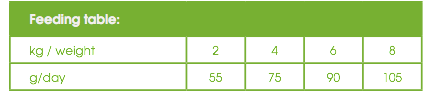 Feeding table:
kg / weight 2 4 6 8
g/day 55 75 90 105